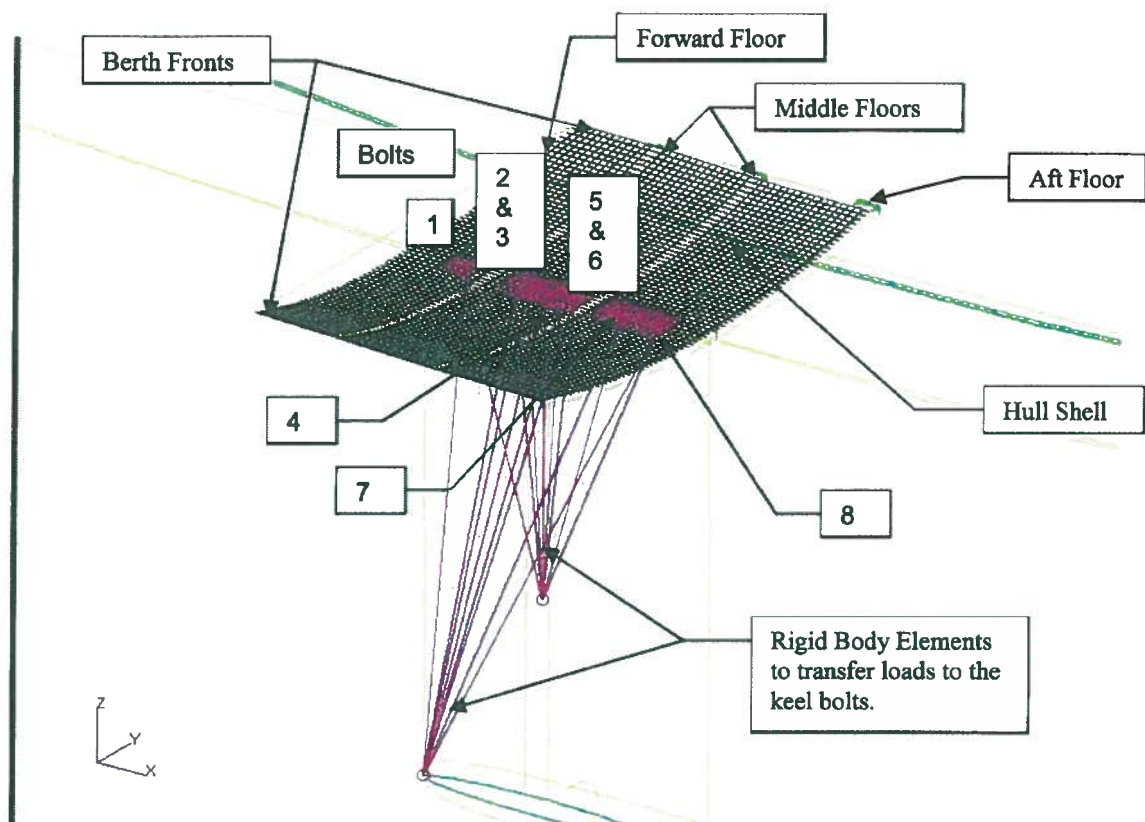 Forward Floor
Berth Fronts
Middle Floors
Bolts
2
&
3
5
&
6
Aft Floor
1
4
Hull Shell
7
8
Rigid Body Elements
to transfer loads to the
keel bolts.
Z
Y
X